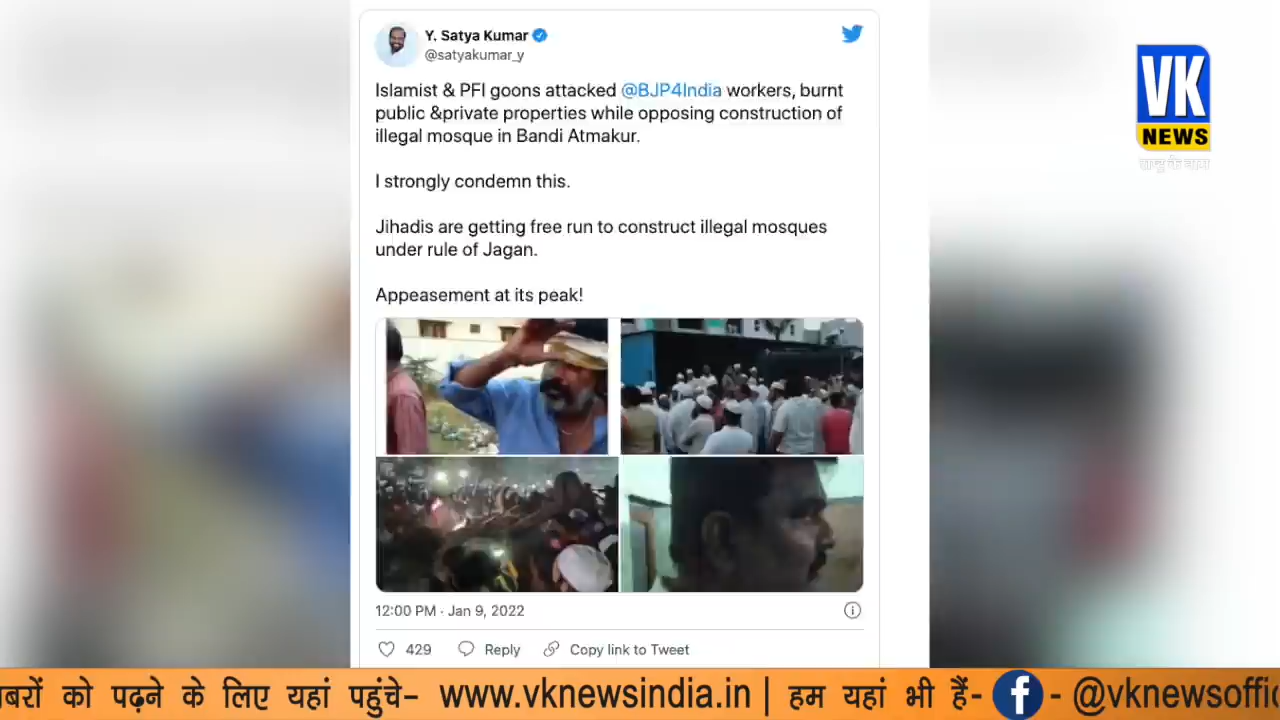 Y. Satya Kumar
@satyakumar_y
Islamist & PFI goons attacked @BJP4India workers, burnt
public &private properties while opposing construction of
illegal mosque in Bandi Atmakur.
I strongly condemn this.
Jihadis are getting free run to construct illegal mosques
under rule of Jagan.
Appeasement at its peak!
12:00 PM · Jan 9, 2022
429
Reply
Copy link to Tweet
VK
NEWS
राष्ट्र के साथ
को पढ़ने के लिए यहां पहुंचे- www.vknewsindia.in | हम यहां भी हैं- f - @vknewsoffic